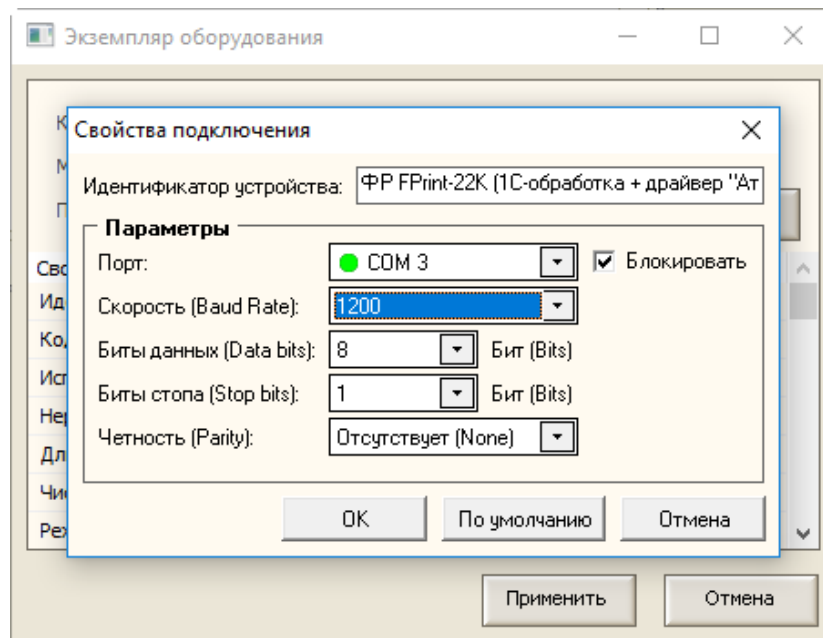 Экземпляр оборудования
Свойства подключения
Идентификатор устройства: ФР FPrint-22K (1С-обработка + драйвер "Ат
Параметры
Порт: COM 3 Блокировать
Скорость (Baud Rate): 1200
Биты данных (Data bits): 8 Бит (Bits)
Биты стопа (Stop bits): 1 Бит (Bits)
Четность (Parity): Отсутствует (None)
OK По умолчанию Отмена
Применить Отмена